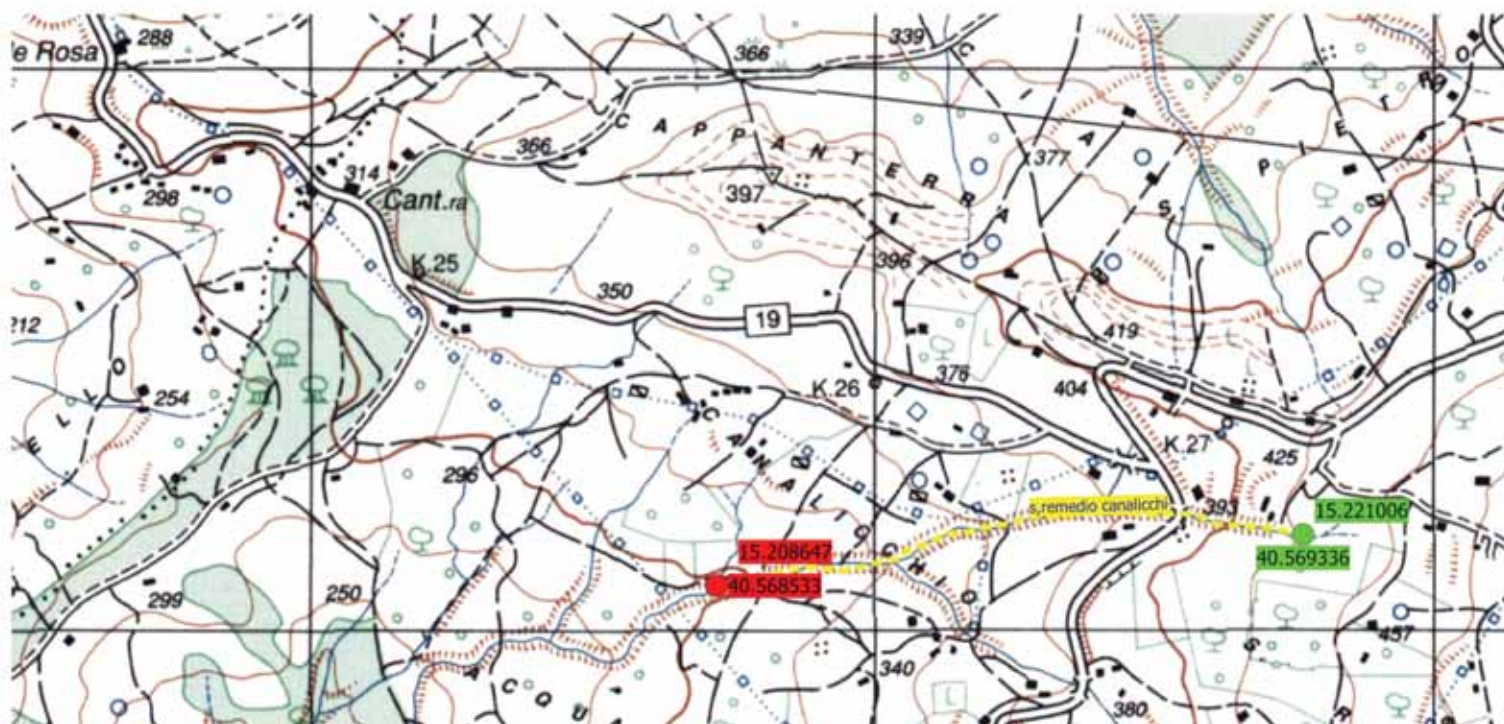 288
e Rosa
366
339
C
I
A
S.
P I E T R O
C A P P A N T E R R A
366
314
377
298
Cant.ra
397
396
K.25
350
19
419
212
E L L O
254
K.26
376
404
K.27
425
C A N A L I C C H I O
296
s.remedio canalicchi
393
15.221006
40.569336
15.208647
40.568533
299
250
340
457
S
R
A C Q U A
380
L
L
L